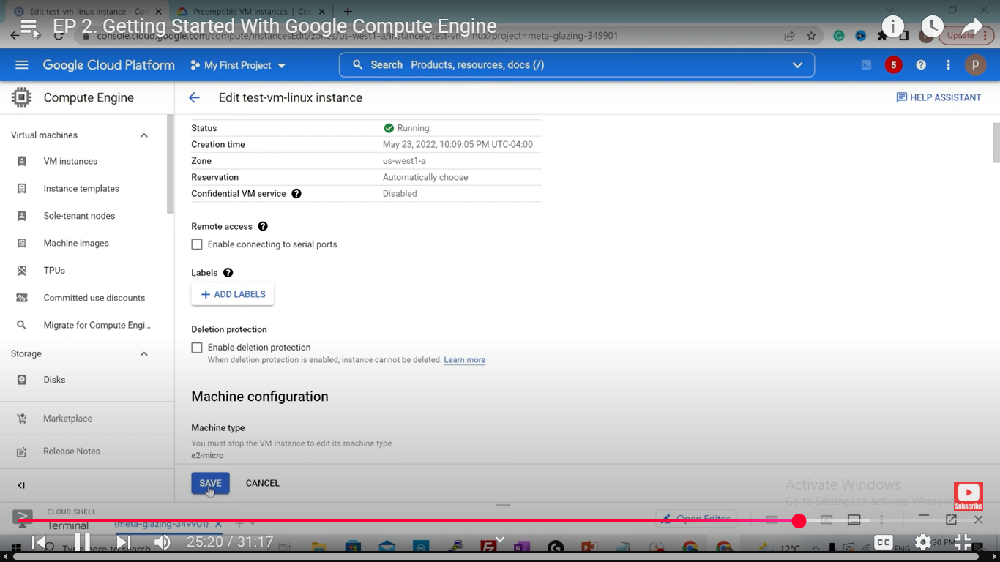 Edit test-vm-linux instance – Con
Preemptible VM instances | Co
EP 2. Getting Started With Google Compute Engine
console.cloud.google.com/compute/instancesEdit/zones/us-west1-a/instances/test-vm-linux?project=meta-glazing-349901
Update
Google Cloud Platform
My First Project
Search Products, resources, docs (/)
5
p
Compute Engine
Edit test-vm-linux instance
HELP ASSISTANT
Virtual machines
VM instances
Instance templates
Sole-tenant nodes
Machine images
TPUs
Committed use discounts
Migrate for Compute Engi...
Storage
Disks
Marketplace
Release Notes
Status Running
Creation time May 23, 2022, 10:09:05 PM UTC-04:00
Zone us-west1-a
Reservation Automatically choose
Confidential VM service Disabled
Remote access
Enable connecting to serial ports
Labels
+ ADD LABELS
Deletion protection
Enable deletion protection
When deletion protection is enabled, instance cannot be deleted. Learn more
Machine configuration
Machine type
You must stop the VM instance to edit its machine type
e2-micro
SAVE CANCEL
Activate Windows
Go to Settings to activate Windows
Subscribe
CLOUD SHELL
Terminal
(meta-glazing-349901)
Open Editor
Type here to search
25:20 / 31:17
12°C
ENG
CC